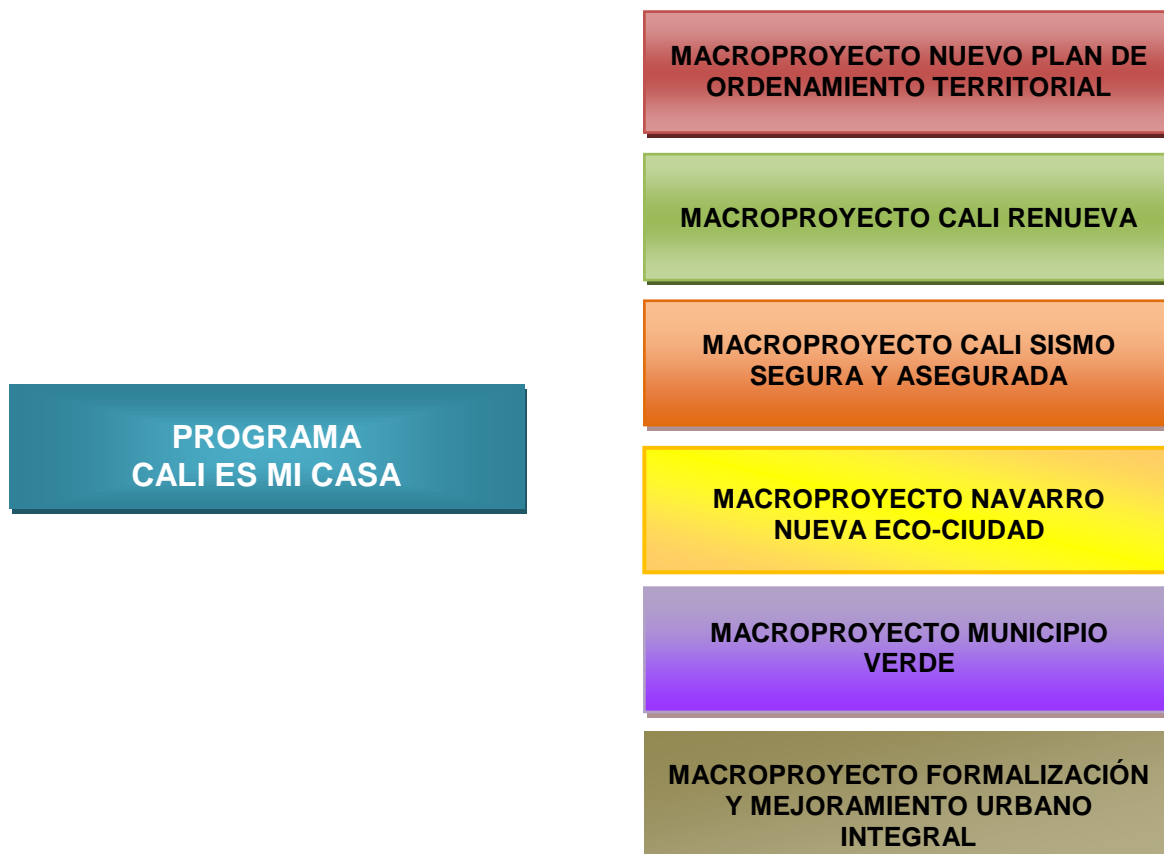 MACROPROYECTO NUEVO PLAN DE
ORDENAMIENTO TERRITORIAL
MACROPROYECTO CALI RENUEVA
MACROPROYECTO CALI SISMO
SEGURA Y ASEGURADA
PROGRAMA
CALI ES MI CASA
MACROPROYECTO NAVARRO
NUEVA ECO-CIUDAD
MACROPROYECTO MUNICIPIO
VERDE
MACROPROYECTO FORMALIZACIÓN
Y MEJORAMIENTO URBANO
INTEGRAL